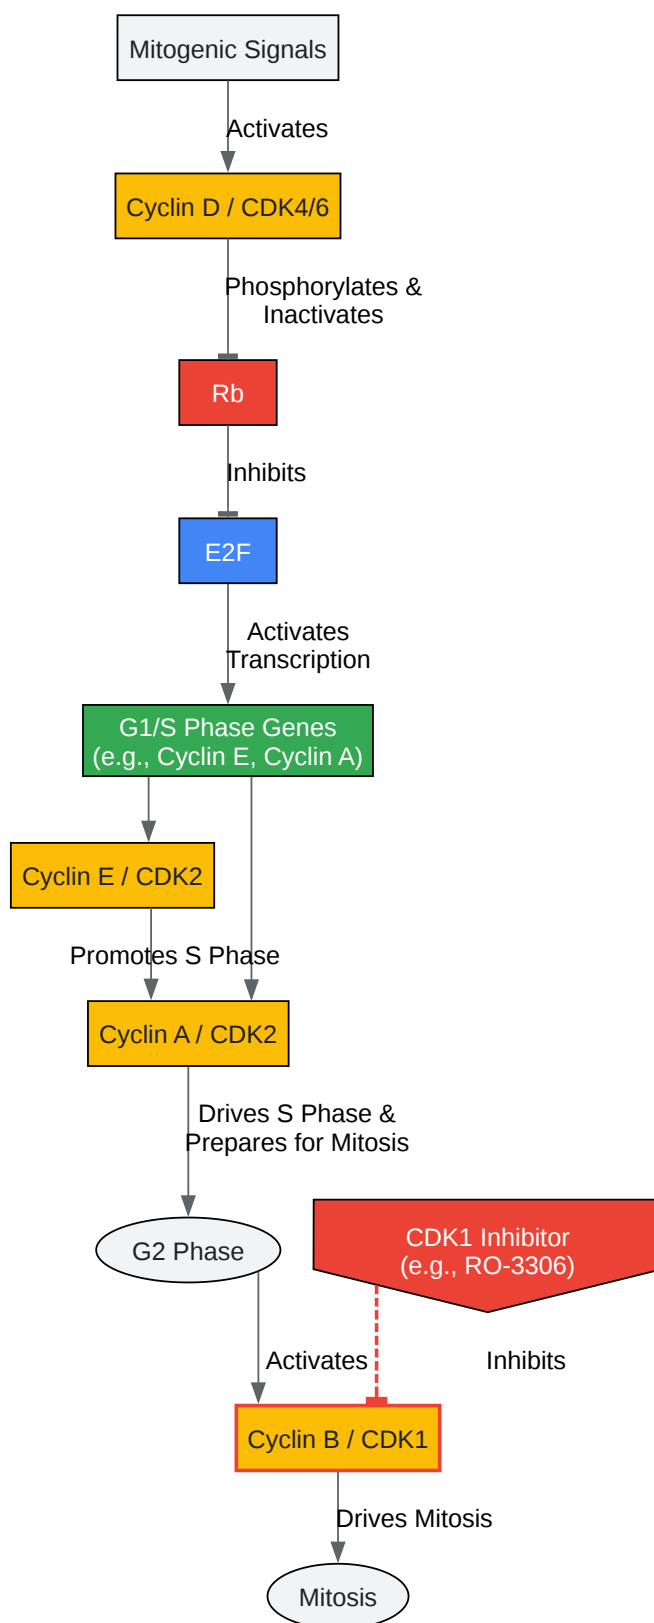 Mitogenic Signals
Activates
Cyclin D / CDK4/6
Phosphorylates &
Inactivates
Rb
Inhibits
E2F
Activates
Transcription
G1/S Phase Genes
(e.g., Cyclin E, Cyclin A)
Cyclin E / CDK2
Promotes S Phase
Cyclin A / CDK2
Drives S Phase &
Prepares for Mitosis
G2 Phase
CDK1 Inhibitor
(e.g., RO-3306)
Activates
Inhibits
Cyclin B / CDK1
Drives Mitosis
Mitosis